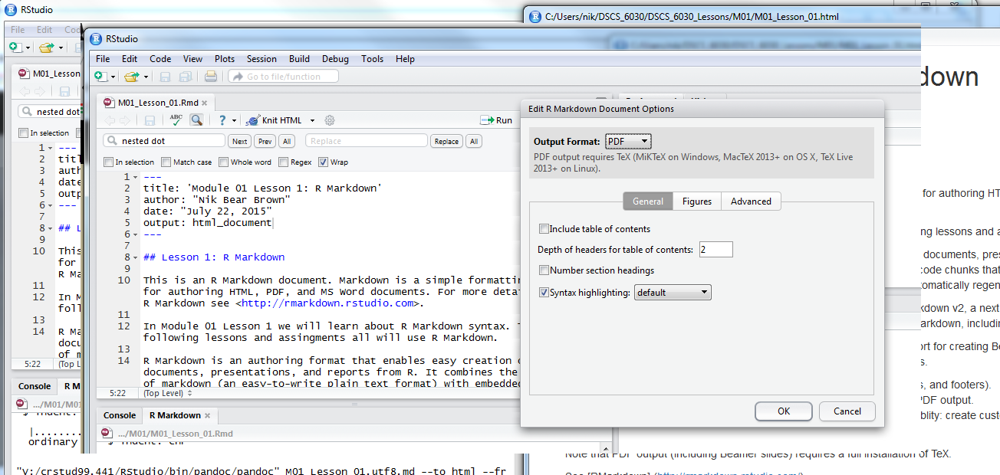 RStudio
C:/Users/nik/DSCS_6030/DSCS_6030_Lessons/M01/M01_Lesson_01.html
File Edit Code
M01_Lesson
nested dot
In selection
1 ---
2 titl
3 auth
4 date
5 outp
6 ---
7
8 ## L
9
10 This
for
R Ma
11
12 In M
foll
13
14 R Ma
docu
of m
5:22 (Top L
Console R M
.../M01/M01
|........
ordinary
"V:/crstud99.441/RStudio/bin/pandoc/pandoc" M01_Lesson_01.utf8.md --to html --fr
RStudio
File Edit Code View Plots Session Build Debug Tools Help
Go to file/function
M01_Lesson_01.Rmd
ABC ? Knit HTML Run
nested dot Next Prev All Replace Replace All
In selection Match case Whole word Regex Wrap
1 ---
2 title: 'Module 01 Lesson 1: R Markdown'
3 author: "Nik Bear Brown"
4 date: "July 22, 2015"
5 output: html_document
6 ---
7
8 ## Lesson 1: R Markdown
9
10 This is an R Markdown document. Markdown is a simple formattin
for authoring HTML, PDF, and MS Word documents. For more deta
R Markdown see <http://rmarkdown.rstudio.com>.
11
12 In Module 01 Lesson 1 we will learn about R Markdown syntax.
following lessons and assingments all will use R Markdown.
13
14 R Markdown is an authoring format that enables easy creation
documents, presentations, and reports from R. It combines the
of markdown (an easy-to-write plain text format) with embedded
5:22 (Top Level)
Console R Markdown
.../M01/M01_Lesson_01.Rmd
Edit R Markdown Document Options
Output Format: PDF
PDF output requires TeX (MiKTeX on Windows, MacTeX 2013+ on OS X, TeX Live
2013+ on Linux).
General Figures Advanced
Include table of contents
Depth of headers for table of contents: 2
Number section headings
Syntax highlighting: default
OK Cancel
down
for authoring HT
ng lessons and a
documents, pres
code chunks that
omatically regen
kdown v2, a next
arkdown, includin
ort for creating Be
s.
s, and footers).
PDF output.
blity: create custo
Note that PDF output (including Beamer slides) requires a full installation of TeX.
See [RMarkdown] (http://rmarkdown.rstudio.com/)